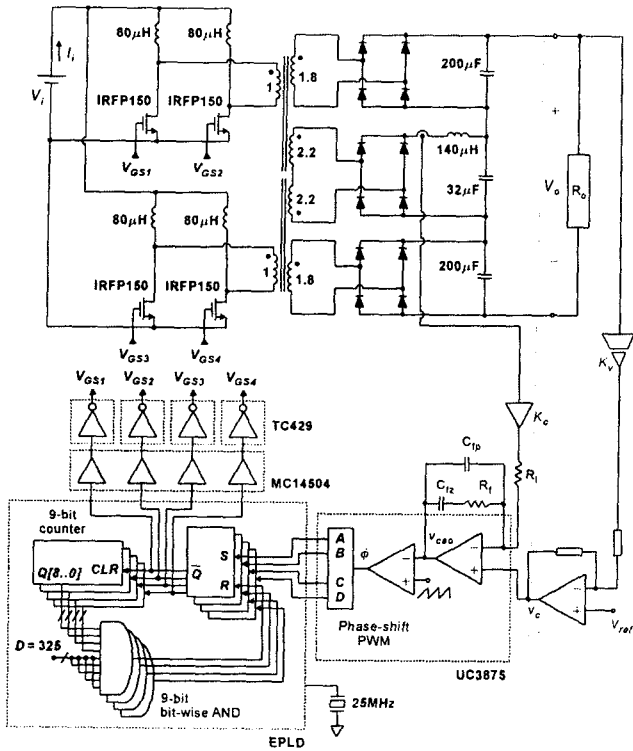 I_i
V_i
80μH
80μH
IRFP150
IRFP150
V_GS1
V_GS2
1
1.8
200μF
2.2
2.2
140μH
32μF
+
V_o
R_o
80μH
80μH
IRFP150
IRFP150
V_GS3
V_GS4
1
1.8
200μF
K_v
V_GS1
V_GS2
V_GS3
V_GS4
TC429
MC14504
K_c
R_i
C_fp
C_fz
R_f
v_cao
-
+
-
+
-
+
v_c
V_ref
A
B
C
D
φ
Phase-shift
PWM
UC3875
9-bit
counter
CLR
Q[8..0]
Q̅
S
R
D=325
9-bit
bit-wise AND
25MHz
EPLD